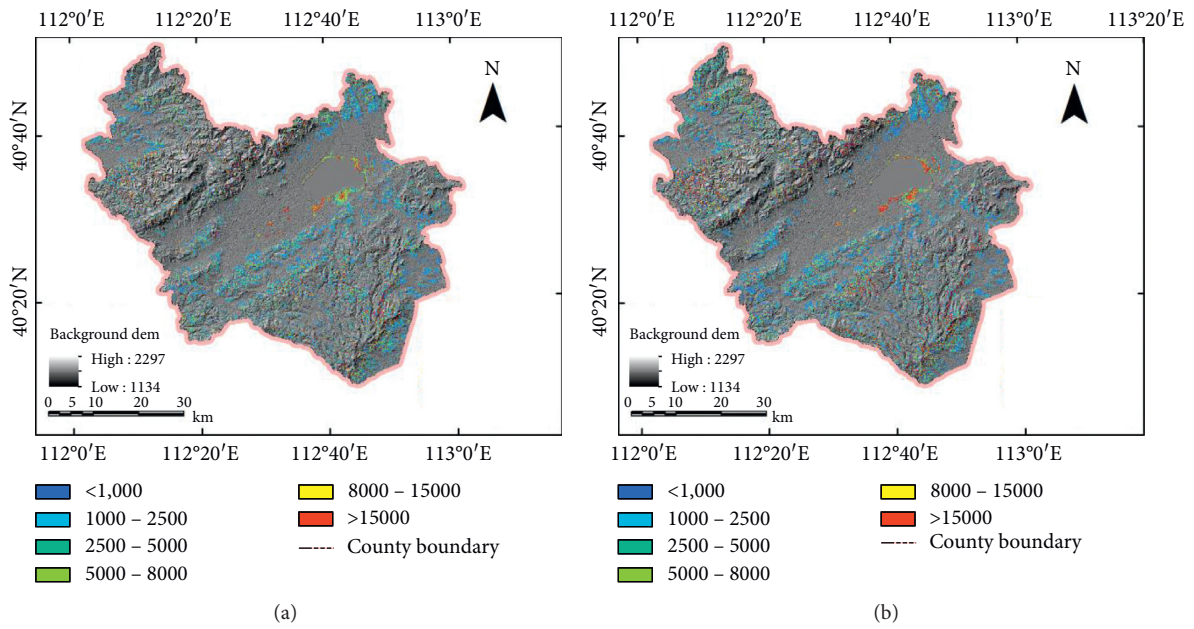 112°0′E 112°20′E 112°40′E 113°0′E
40°40′N
40°20′N
N
Background dem
High : 2297
Low : 1134
0 5 10 20 30
km
112°0′E 112°20′E 112°40′E 113°0′E
<1,000
1000 – 2500
2500 – 5000
5000 – 8000
8000 – 15000
>15000
County boundary
(a)
112°0′E 112°20′E 112°40′E 113°0′E 113°20′E
40°40′N
40°20′N
N
Background dem
High : 2297
Low : 1134
0 5 10 20 30
km
112°0′E 112°20′E 112°40′E 113°0′E
<1,000
1000 – 2500
2500 – 5000
5000 – 8000
8000 – 15000
>15000
County boundary
(b)